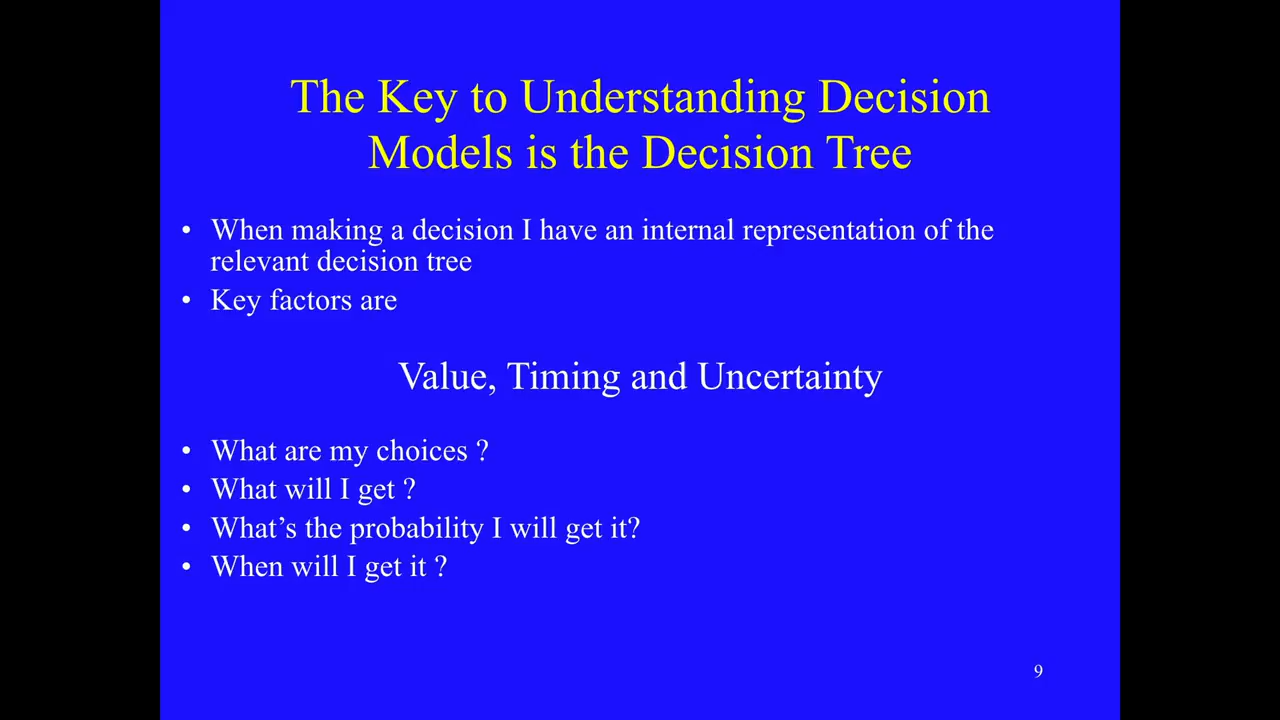 The Key to Understanding Decision
Models is the Decision Tree
• When making a decision I have an internal representation of the
relevant decision tree
• Key factors are
Value, Timing and Uncertainty
• What are my choices ?
• What will I get ?
• What’s the probability I will get it?
• When will I get it ?
9